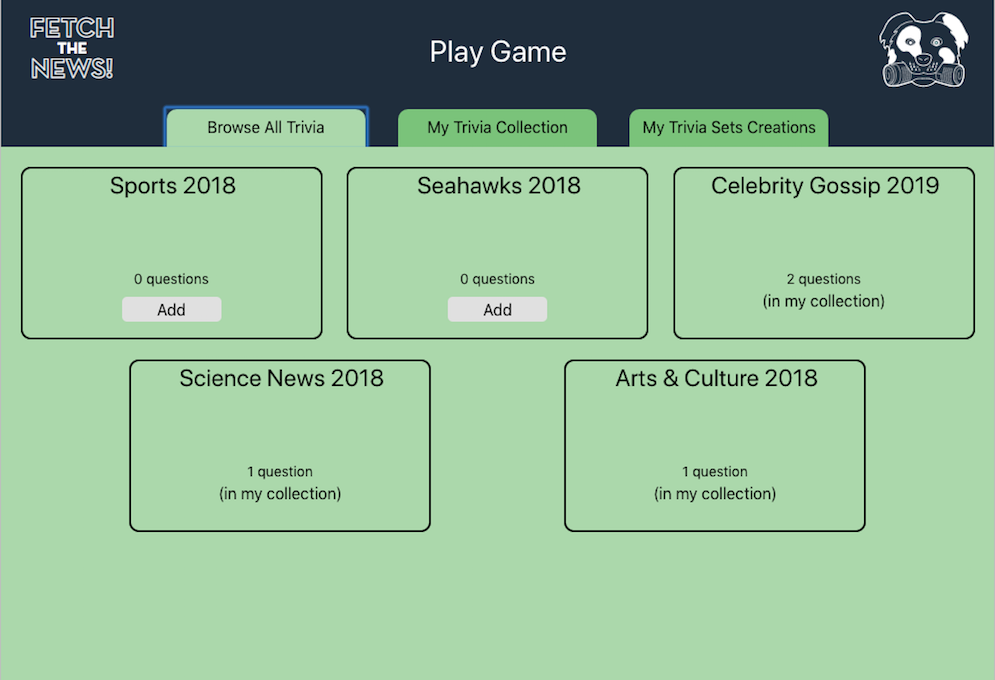 FETCH
THE
NEWS!
Play Game
Browse All Trivia
My Trivia Collection
My Trivia Sets Creations
Sports 2018
0 questions
Add
Seahawks 2018
0 questions
Add
Celebrity Gossip 2019
2 questions
(in my collection)
Science News 2018
1 question
(in my collection)
Arts & Culture 2018
1 question
(in my collection)